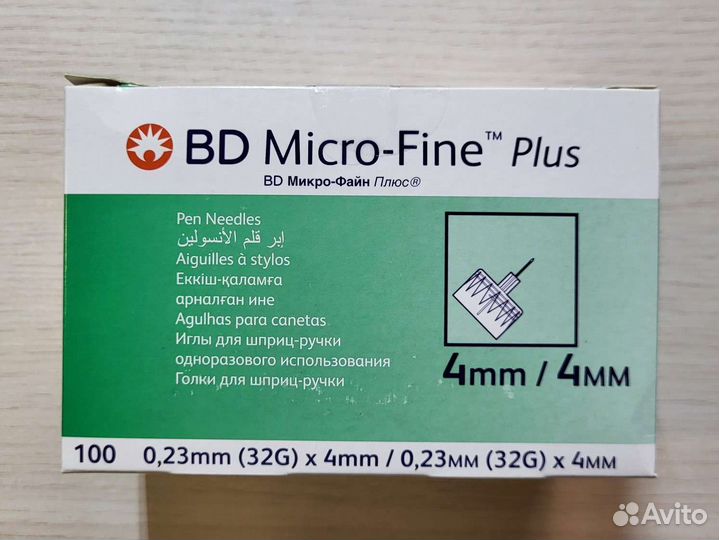 BD Micro-Fine™ Plus
BD Микро-Файн Плюс®
Pen Needles
إبر قلم الأنسولين
Aiguilles à stylos
Еккіш-қаламға
арналған ине
Agulhas para canetas
Иглы для шприц-ручки
одноразового использования
Голки для шприц-ручки
4mm / 4мм
100 0,23mm (32G) x 4mm / 0,23мм (32G) x 4мм
Avito